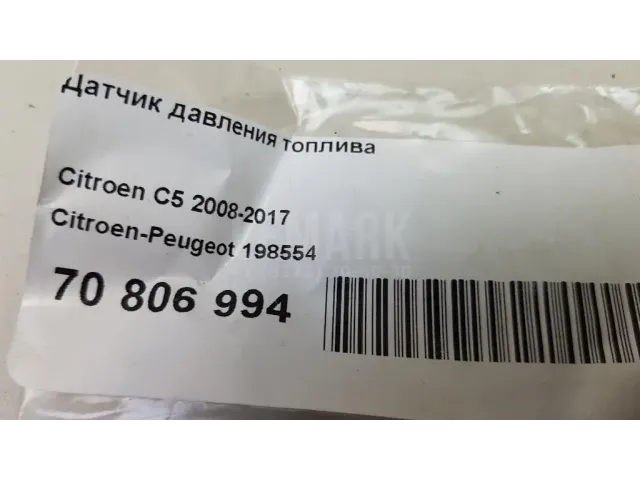 Датчик давления топлива
Citroen C5 2008-2017
Citroen-Peugeot 198554
70 806 994